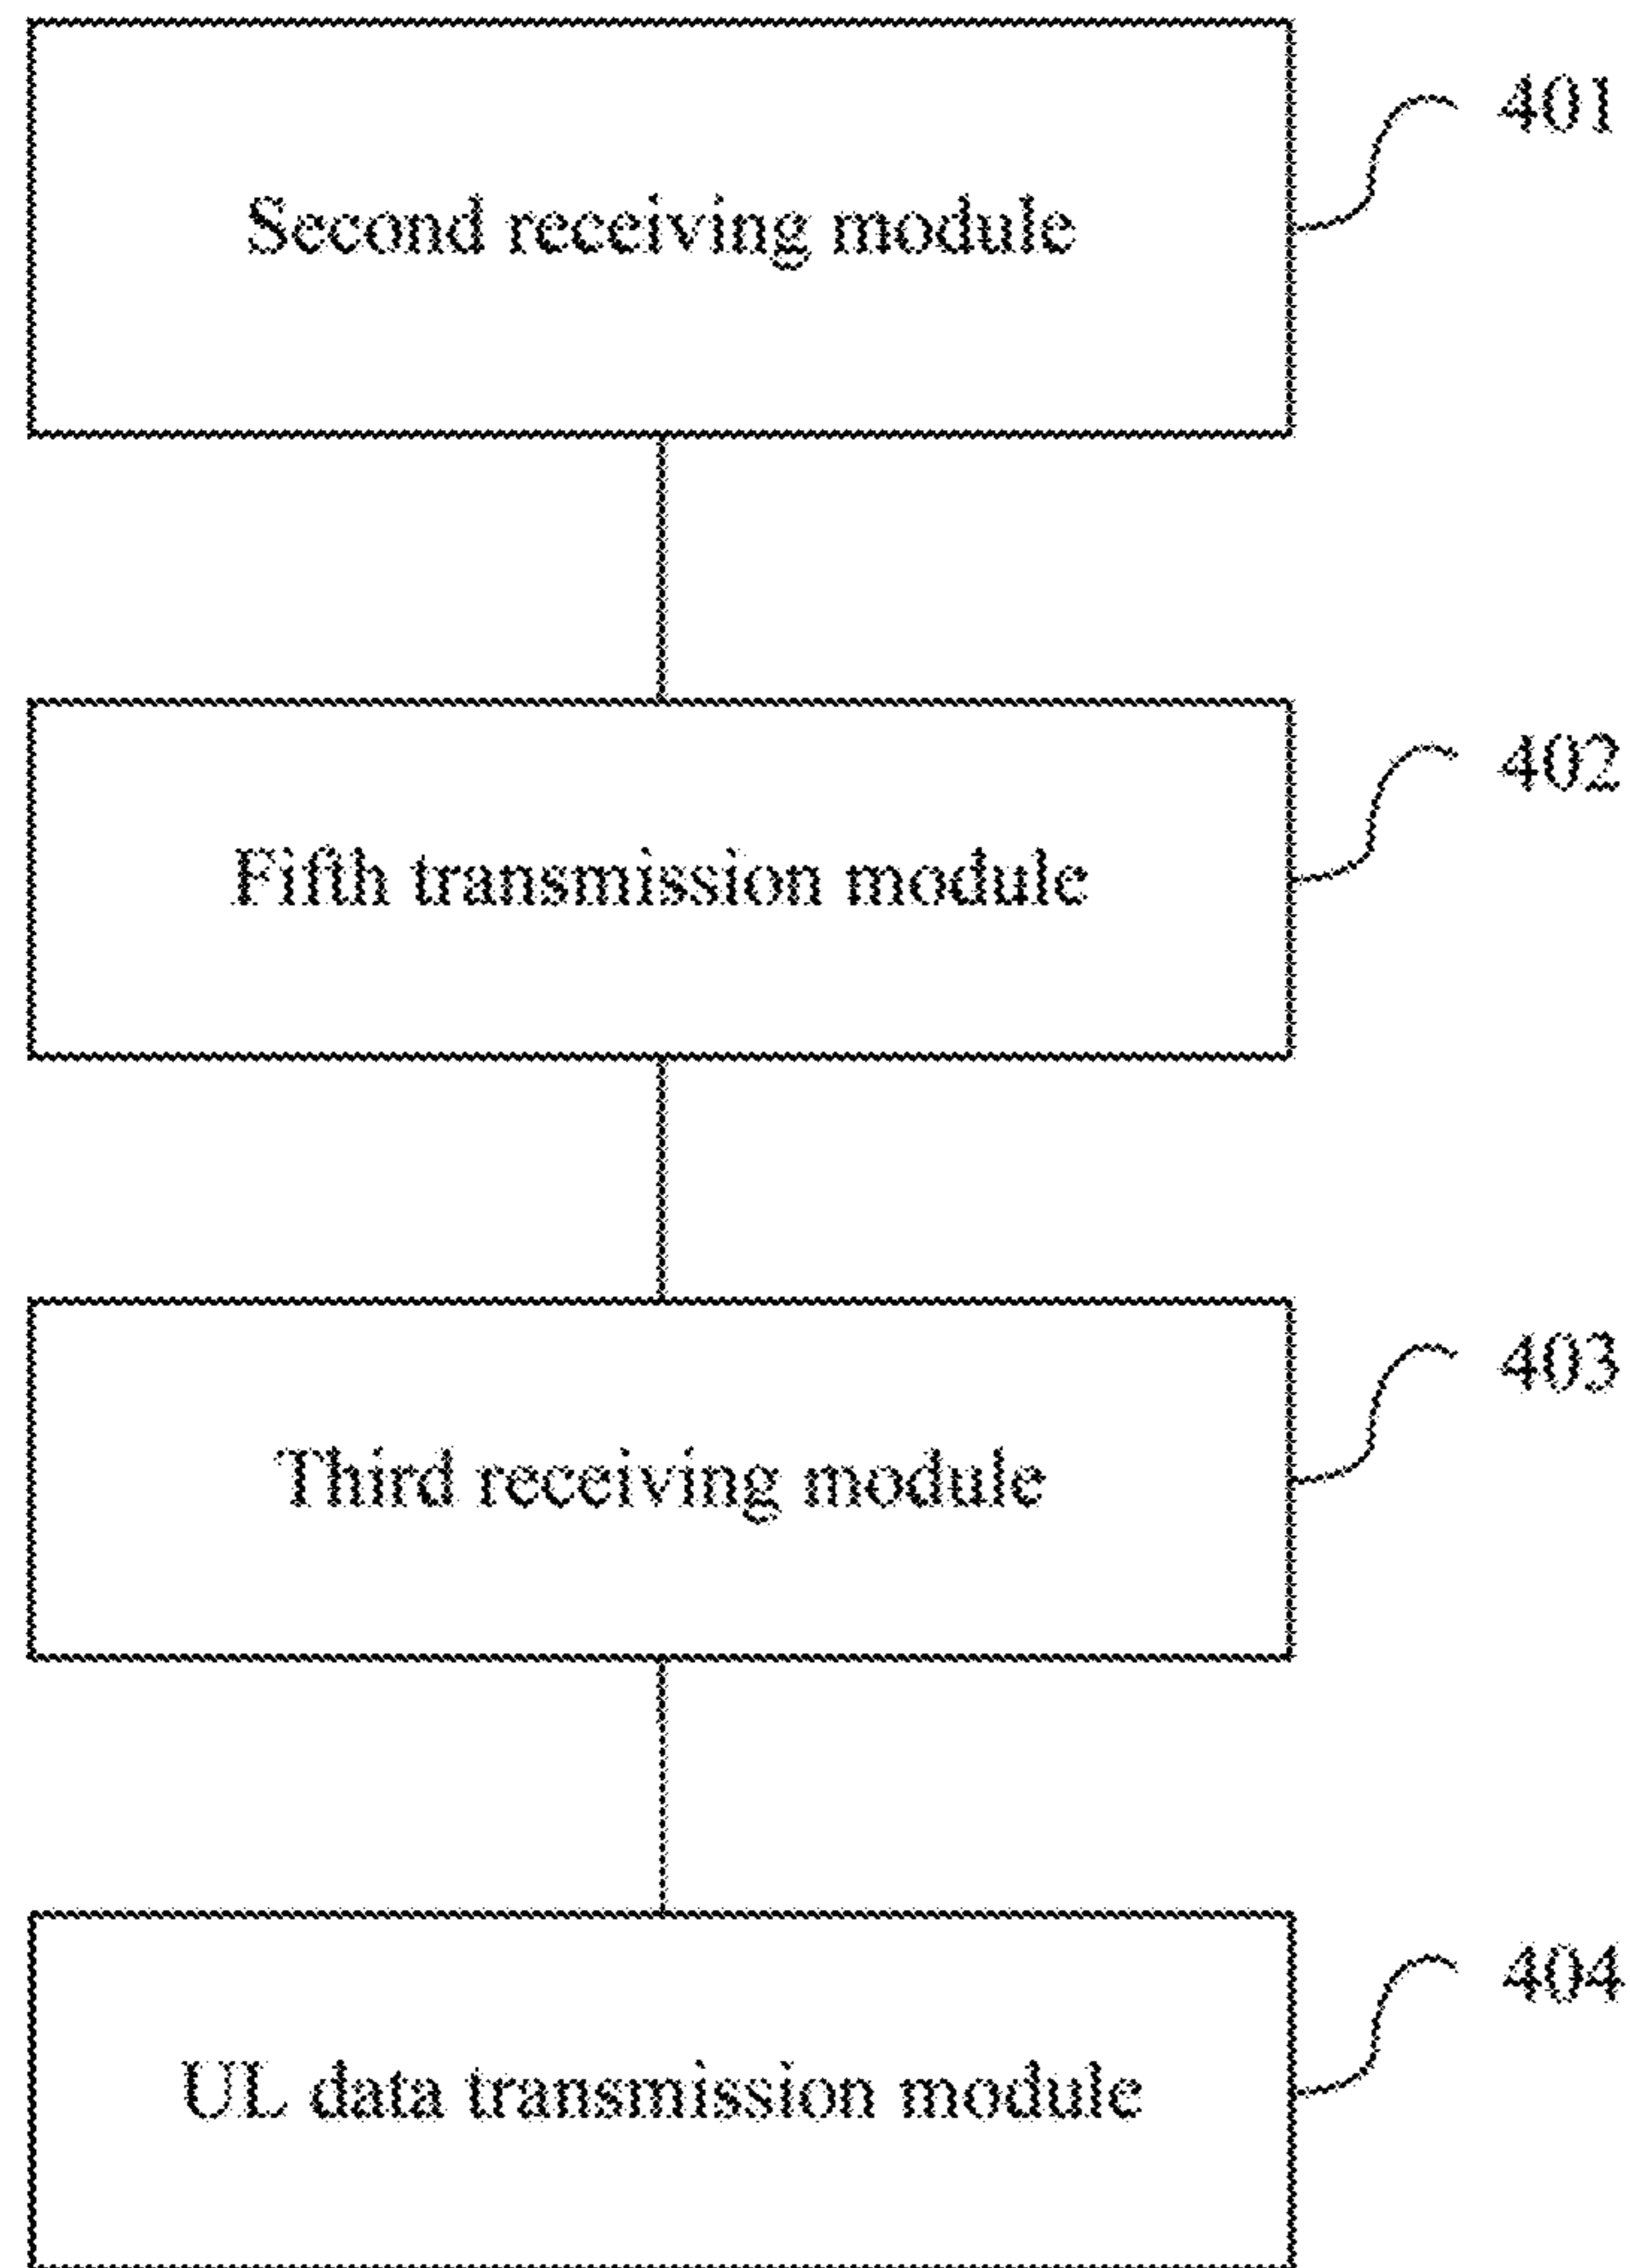 401
Second receiving module
402
Fifth transmission module
403
Third receiving module
404
UL data transmission module